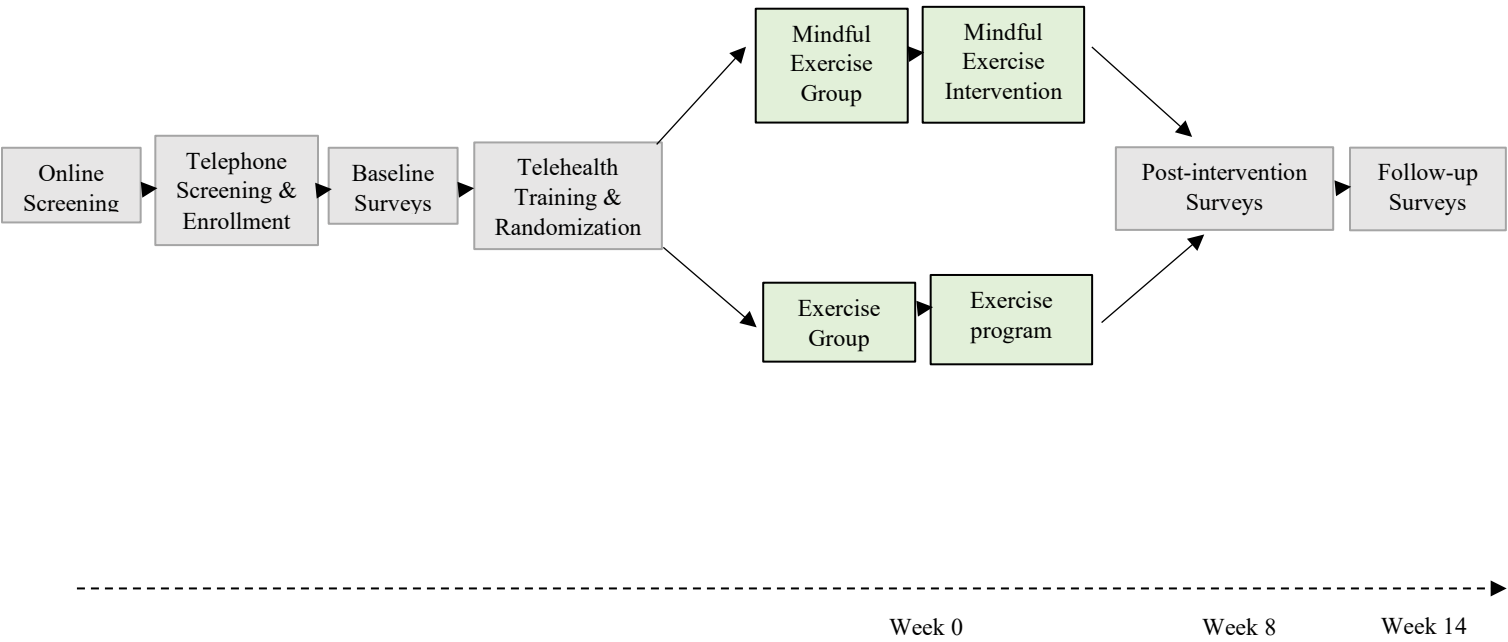 Online
Screening
Telephone
Screening &
Enrollment
Baseline
Surveys
Telehealth
Training &
Randomization
Mindful
Exercise
Group
Mindful
Exercise
Intervention
Exercise
Group
Exercise
program
Post-intervention
Surveys
Follow-up
Surveys
Week 0
Week 8
Week 14